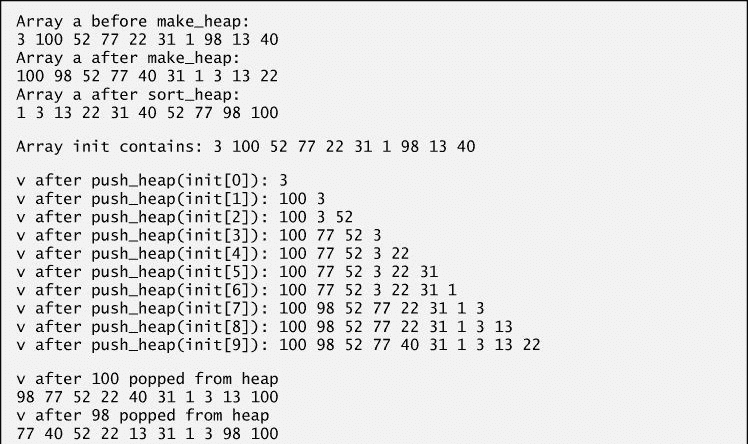 Array a before make_heap:
3 100 52 77 22 31 1 98 13 40
Array a after make_heap:
100 98 52 77 40 31 1 3 13 22
Array a after sort_heap:
1 3 13 22 31 40 52 77 98 100
Array init contains: 3 100 52 77 22 31 1 98 13 40
v after push_heap(init[0]): 3
v after push_heap(init[1]): 100 3
v after push_heap(init[2]): 100 3 52
v after push_heap(init[3]): 100 77 52 3
v after push_heap(init[4]): 100 77 52 3 22
v after push_heap(init[5]): 100 77 52 3 22 31
v after push_heap(init[6]): 100 77 52 3 22 31 1
v after push_heap(init[7]): 100 98 52 77 22 31 1 3
v after push_heap(init[8]): 100 98 52 77 22 31 1 3 13
v after push_heap(init[9]): 100 98 52 77 40 31 1 3 13 22
v after 100 popped from heap
98 77 52 22 40 31 1 3 13 100
v after 98 popped from heap
77 40 52 22 13 31 1 3 98 100